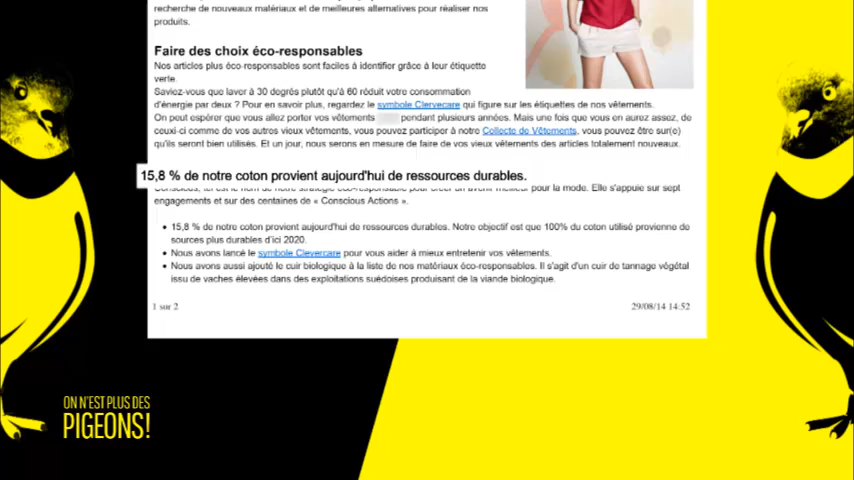 recherche de nouveaux matériaux et de meilleures alternatives pour réaliser nos
produits.
Faire des choix éco-responsables
Nos articles plus éco-responsables sont faciles à identifier grâce à leur étiquette
verte.
Saviez-vous que laver à 30 degrés plutôt qu'à 60 réduit votre consommation
d'énergie par deux ? Pour en savoir plus, regardez le symbole Clervecare qui figure sur les étiquettes de nos vêtements.
On peut espérer que vous allez porter vos vêtements pendant plusieurs années. Mais une fois que vous en aurez assez, de
ceux-ci comme de vos autres vieux vêtements, vous pouvez participer à notre Collecte de Vêtements, vous pouvez être sur(e)
qu'ils seront bien utilisés. Et un jour, nous serons en mesure de faire de vos vieux vêtements des articles totalement nouveaux.
15,8 % de notre coton provient aujourd'hui de ressources durables.
Conscious, tel est le nom de notre stratégie éco-responsable pour créer un avenir meilleur pour la mode. Elle s'appuie sur sept
engagements et sur des centaines de « Conscious Actions ».
• 15,8 % de notre coton provient aujourd'hui de ressources durables. Notre objectif est que 100% du coton utilisé provienne de
sources plus durables d'ici 2020.
• Nous avons lancé le symbole Clevercare pour vous aider à mieux entretenir vos vêtements.
• Nous avons aussi ajouté le cuir biologique à la liste de nos matériaux éco-responsables. Il s'agit d'un cuir de tannage végétal
issu de vaches élevées dans des exploitations suédoises produisant de la viande biologique.
1 sur 2
29/08/14 14:52
ON N'EST PLUS DES
PIGEONS!